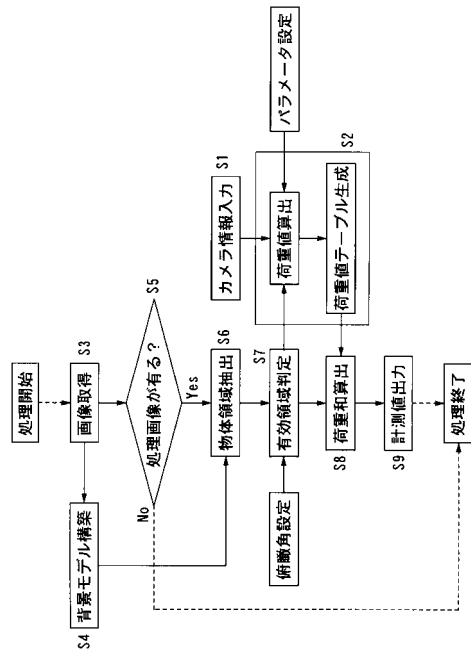 処理開始
画像取得
S3
背景モデル構築
S4
処理画像が有る?
S5
No
Yes
物体領域抽出
S6
カメラ情報入力
S1
パラメータ設定
S2
荷重値算出
荷重値テーブル生成
俯瞰角設定
有効領域判定
S7
荷重和算出
S8
計測値出力
S9
処理終了